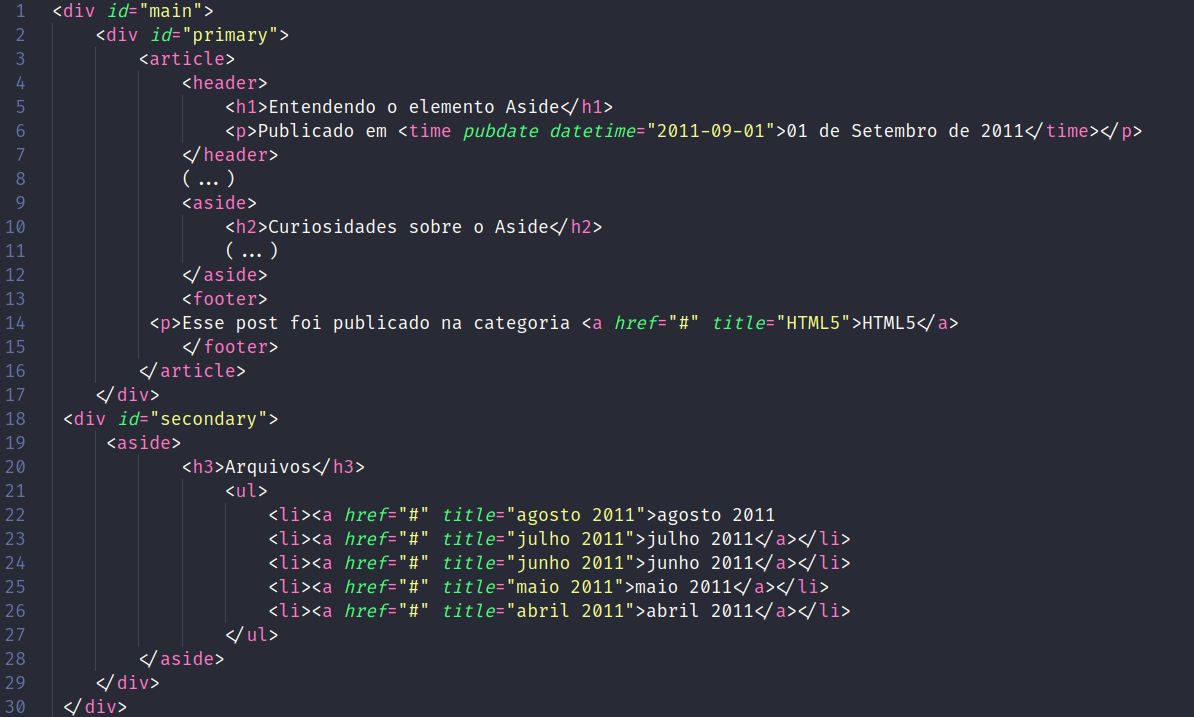 1 <div id="main">
2 <div id="primary">
3 <article>
4 <header>
5 <h1>Entendendo o elemento Aside</h1>
6 <p>Publicado em <time pubdate datetime="2011-09-01">01 de Setembro de 2011</time></p>
7 </header>
8 (...)
9 <aside>
10 <h2>Curiosidades sobre o Aside</h2>
11 (...)
12 </aside>
13 <footer>
14 <p>Esse post foi publicado na categoria <a href="#" title="HTML5">HTML5</a>
15 </footer>
16 </article>
17 </div>
18 <div id="secondary">
19 <aside>
20 <h3>Arquivos</h3>
21 <ul>
22 <li><a href="#" title="agosto 2011">agosto 2011
23 <li><a href="#" title="julho 2011">julho 2011</a></li>
24 <li><a href="#" title="junho 2011">junho 2011</a></li>
25 <li><a href="#" title="maio 2011">maio 2011</a></li>
26 <li><a href="#" title="abril 2011">abril 2011</a></li>
27 </ul>
28 </aside>
29 </div>
30 </div>